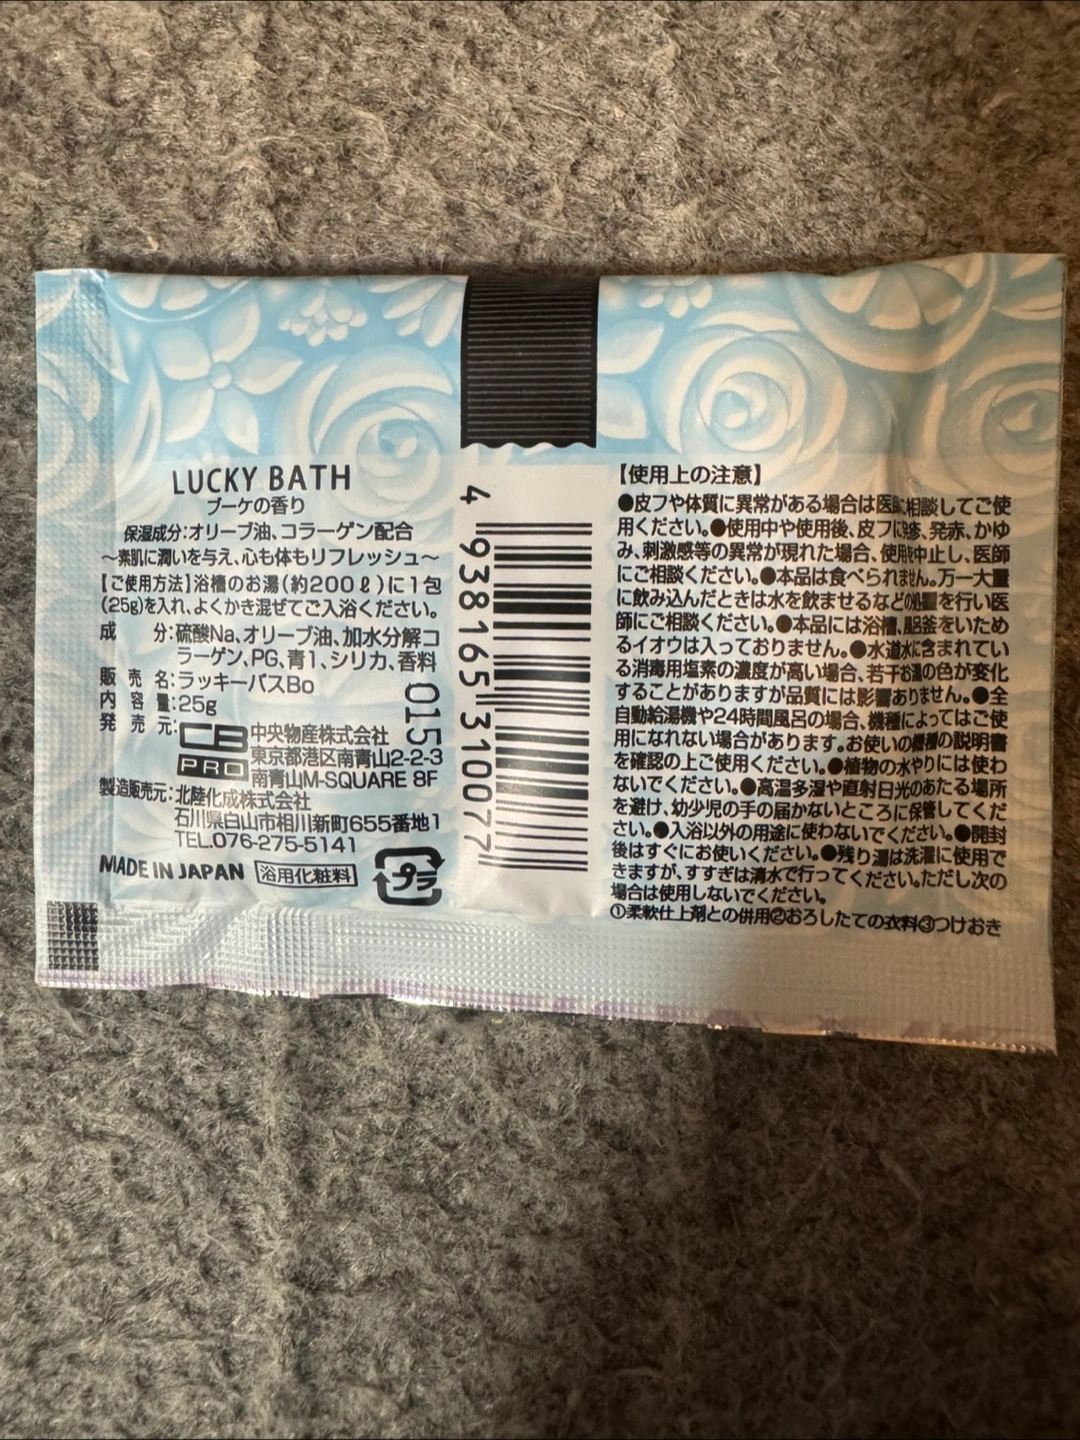 LUCKY BATH
ブーケの香り
保湿成分:オリーブ油、コラーゲン配合
～素肌に潤いを与え、心も体もリフレッシュ～
【ご使用方法】浴槽のお湯(約200ℓ)に1包
(25g)を入れ、よくかき混ぜてご入浴ください。
成分:硫酸Na、オリーブ油、加水分解コ
ラーゲン、PG、青1、シリカ、香料
販売名:ラッキーバスBo
内容量:25g
発売元:
CB
PRO
中央物産株式会社
東京都港区南青山2-2-3
南青山M-SQUARE 8F
製造販売元:北陸化成株式会社
石川県白山市相川新町655番地1
TEL.076-275-5141
MADE IN JAPAN 浴用化粧料
プラ
015
4 938165 310077
【使用上の注意】
●皮フや体質に異常がある場合は医師に相談してご使
用ください。●使用中や使用後、皮フに発疹、発赤、かゆ
み、刺激感等の異常が現れた場合、使用を中止し、医師
にご相談ください。●本品は食べられません。万一大量
に飲み込んだときは水を飲ませるなどの処置を行い医
師にご相談ください。●本品には浴槽、風呂釜をいため
るイオウは入っておりません。●水道水に含まれてい
る消毒用塩素の濃度が高い場合、若干お湯の色が変化
することがありますが品質には影響ありません。●全
自動給湯機や24時間風呂の場合、機種によってはご使
用になれない場合があります。お使いの機種の説明書
を確認の上ご使用ください。●植物の水やりには使わ
ないでください。●高温多湿や直射日光のあたる場所
を避け、幼少児の手の届かないところに保管してくだ
さい。●入浴以外の用途に使わないでください。●開封
後はすぐにお使いください。●残り湯は洗濯に使用で
きますが、すすぎは清水で行ってください。ただし次の
場合は使用しないでください。
①柔軟仕上剤との併用②おろしたての衣料③つけおき